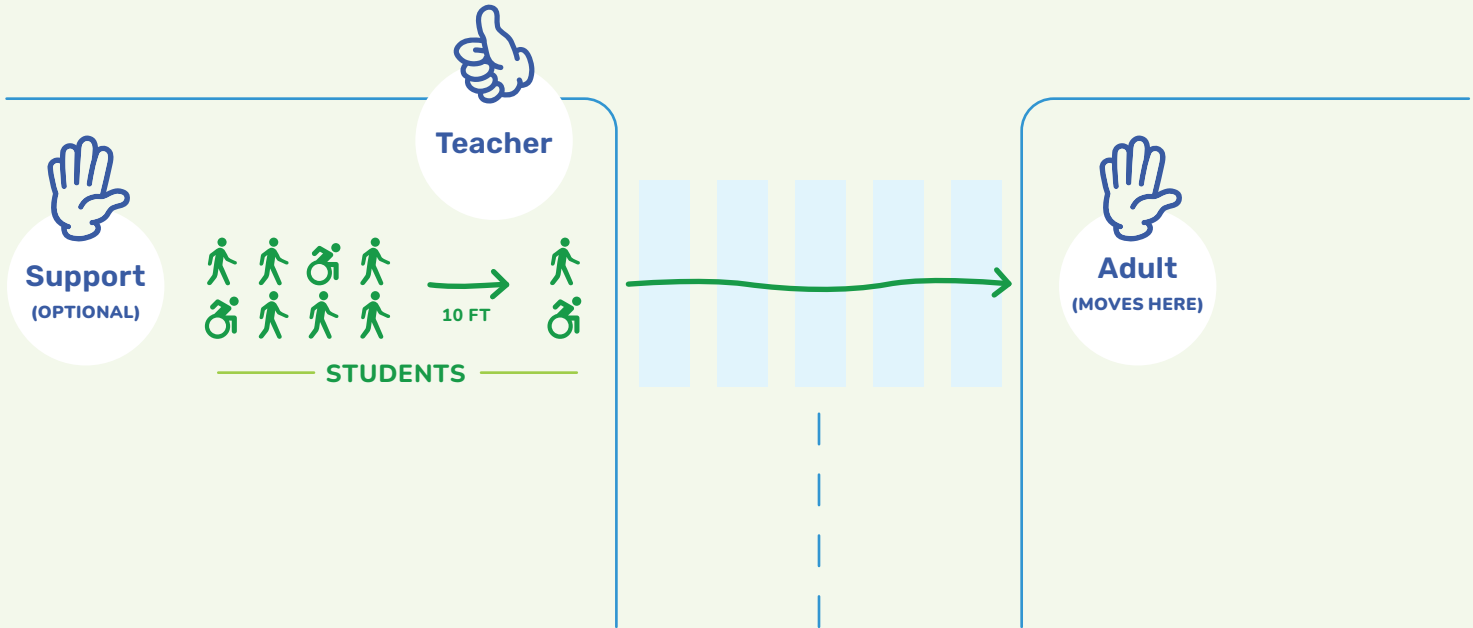 Teacher
Support
(OPTIONAL)
10 FT
STUDENTS
Adult
(MOVES HERE)